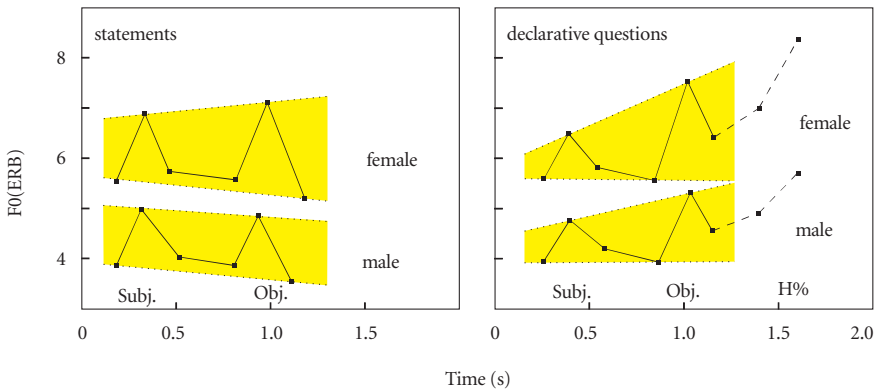 statements
declarative questions
8
6
4
F0(ERB)
female
male
female
male
Subj.
Obj.
Subj.
Obj.
H%
0
0.5
1.0
1.5
0
0.5
1.0
1.5
2.0
Time (s)